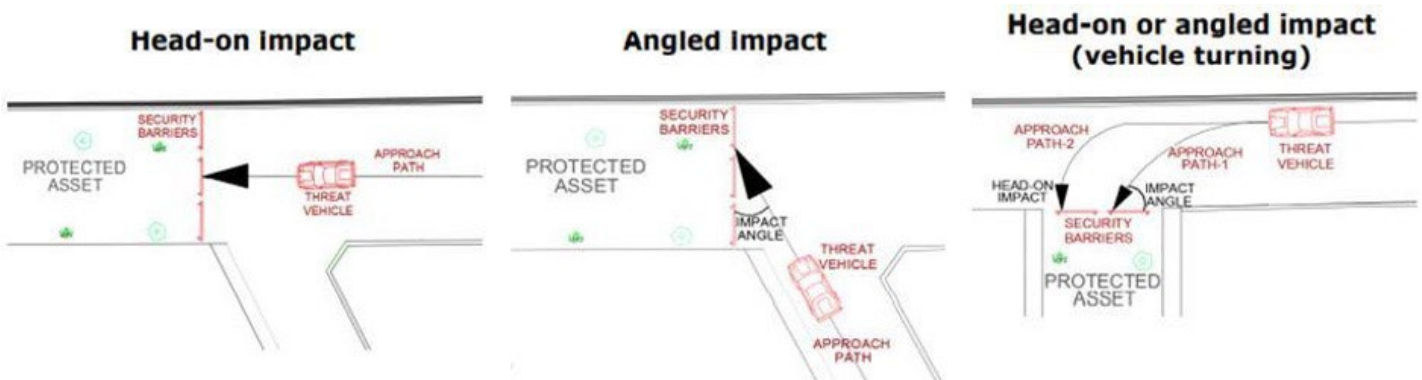 Head-on impact
SECURITY
BARRIERS
PROTECTED
ASSET
APPROACH
PATH
THREAT
VEHICLE
Angled impact
SECURITY
BARRIERS
PROTECTED
ASSET
IMPACT
ANGLE
THREAT
VEHICLE
APPROACH
PATH
Head-on or angled impact
(vehicle turning)
APPROACH
PATH-2
APPROACH
PATH-1
THREAT
VEHICLE
HEAD-ON
IMPACT
IMPACT
ANGLE
SECURITY
BARRIERS
PROTECTED
ASSET